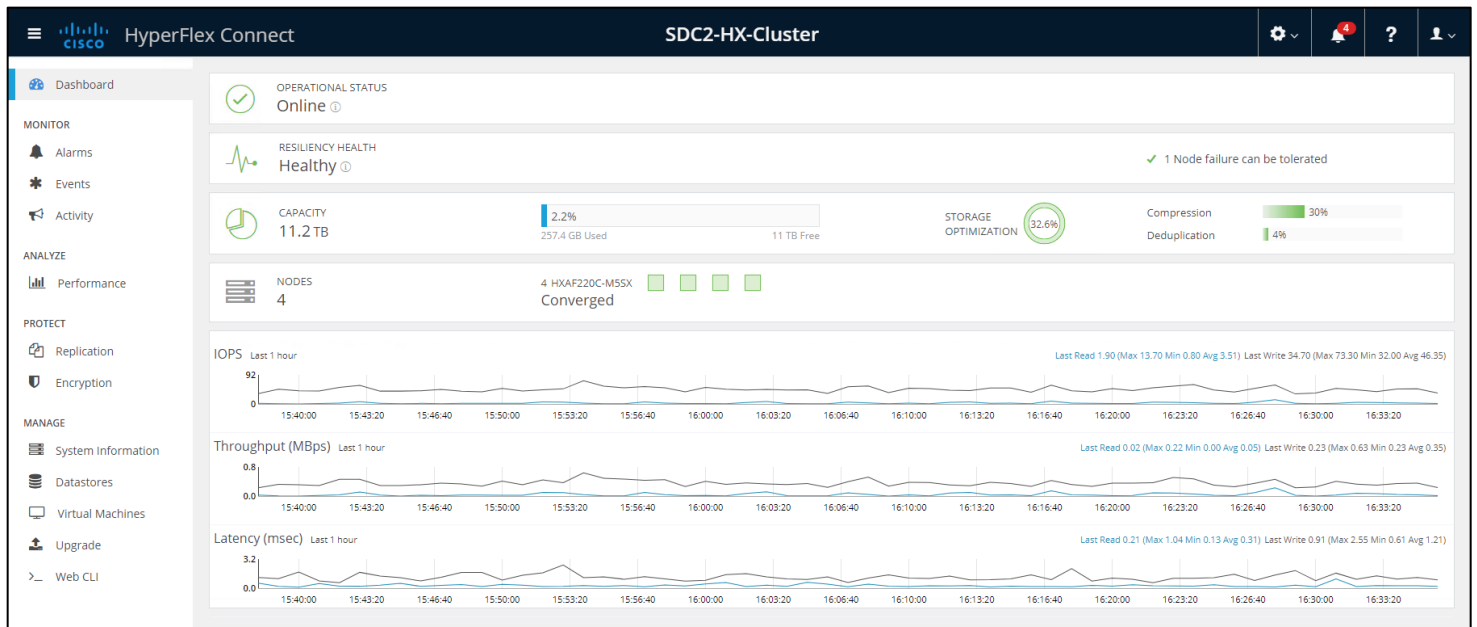 CISCO HyperFlex Connect SDC2-HX-Cluster 4 ?
Dashboard
MONITOR
Alarms
Events
Activity
ANALYZE
Performance
PROTECT
Replication
Encryption
MANAGE
System Information
Datastores
Virtual Machines
Upgrade
>_ Web CLI
OPERATIONAL STATUS
Online
RESILIENCY HEALTH
Healthy
1 Node failure can be tolerated
CAPACITY
11.2 TB
2.2%
257.4 GB Used 11 TB Free
STORAGE
OPTIMIZATION
32.6%
Compression 30%
Deduplication 4%
NODES
4
4 HXAF220C-M5SX
Converged
IOPS Last 1 hour Last Read 1.90 (Max 13.70 Min 0.80 Avg 3.51) Last Write 34.70 (Max 73.30 Min 32.00 Avg 46.35)
92
0
15:40:00 15:43:20 15:46:40 15:50:00 15:53:20 15:56:40 16:00:00 16:03:20 16:06:40 16:10:00 16:13:20 16:16:40 16:20:00 16:23:20 16:26:40 16:30:00 16:33:20
Throughput (MBps) Last 1 hour Last Read 0.02 (Max 0.22 Min 0.00 Avg 0.05) Last Write 0.23 (Max 0.63 Min 0.23 Avg 0.35)
0.8
0.0
15:40:00 15:43:20 15:46:40 15:50:00 15:53:20 15:56:40 16:00:00 16:03:20 16:06:40 16:10:00 16:13:20 16:16:40 16:20:00 16:23:20 16:26:40 16:30:00 16:33:20
Latency (msec) Last 1 hour Last Read 0.21 (Max 1.04 Min 0.13 Avg 0.31) Last Write 0.91 (Max 2.55 Min 0.61 Avg 1.21)
3.2
0.0
15:40:00 15:43:20 15:46:40 15:50:00 15:53:20 15:56:40 16:00:00 16:03:20 16:06:40 16:10:00 16:13:20 16:16:40 16:20:00 16:23:20 16:26:40 16:30:00 16:33:20